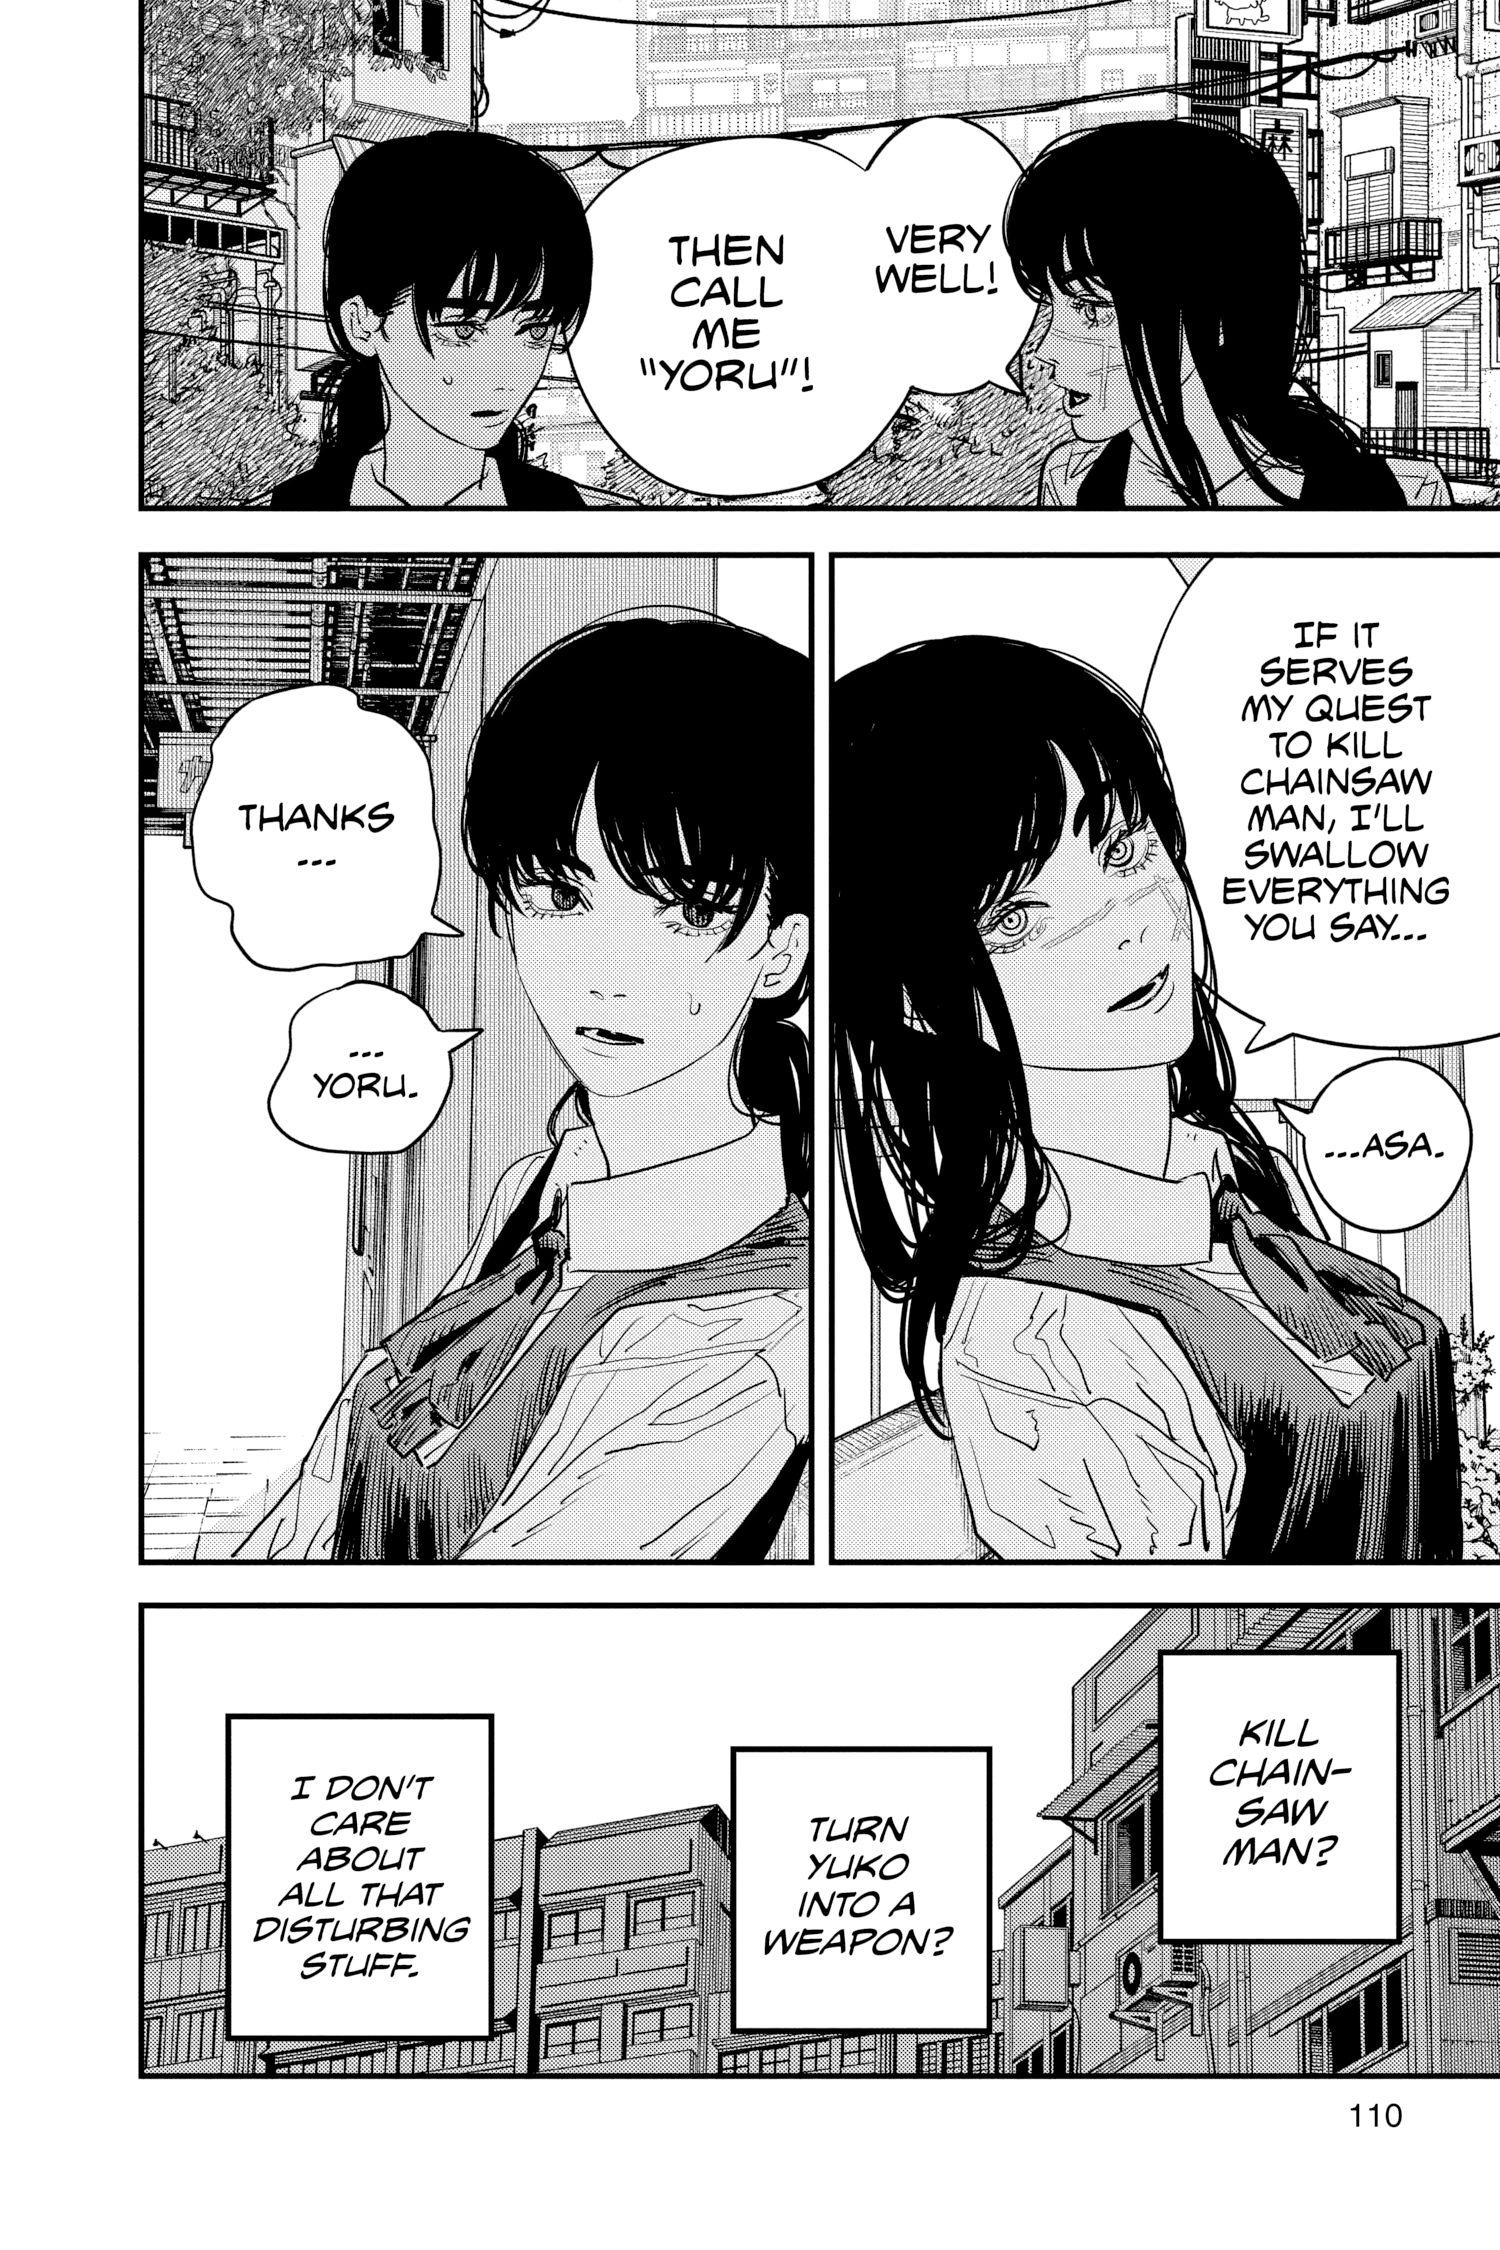 麻
VERY
WELL!
THEN
CALL
ME
"YORU"!
IF IT
SERVES
MY QUEST
TO KILL
CHAINSAW
MAN, I'LL
SWALLOW
EVERYTHING
YOU SAY...
...ASA.
THANKS
...
...
YORU.
KILL
CHAIN-
SAW
MAN?
TURN
YUKO
INTO A
WEAPON?
I DON'T
CARE
ABOUT
ALL THAT
DISTURBING
STUFF.
110